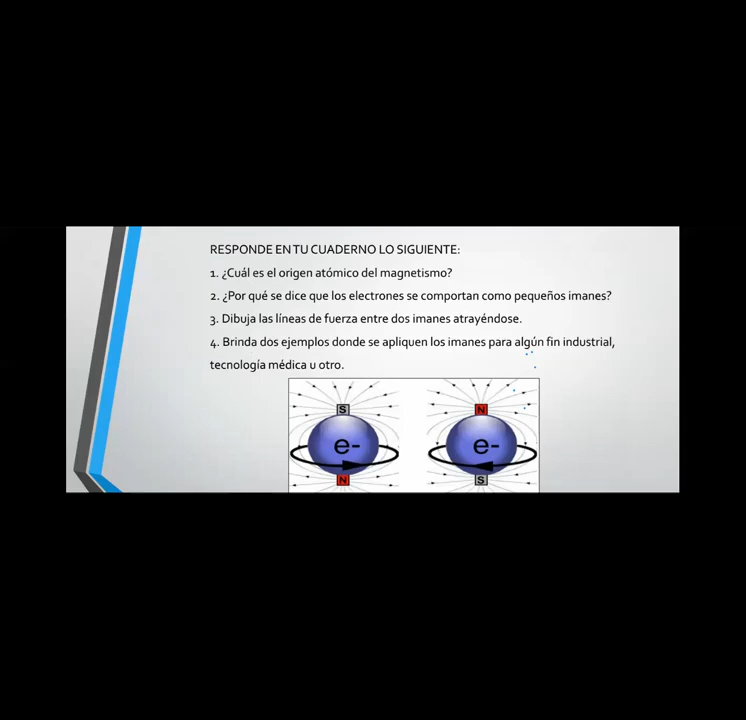 RESPONDE EN TU CUADERNO LO SIGUIENTE:
1. ¿Cuál es el origen atómico del magnetismo?
2. ¿Por qué se dice que los electrones se comportan como pequeños imanes?
3. Dibuja las líneas de fuerza entre dos imanes atrayéndose.
4. Brinda dos ejemplos donde se apliquen los imanes para algún fin industrial,
tecnología médica u otro.
S N
e- e-
N S